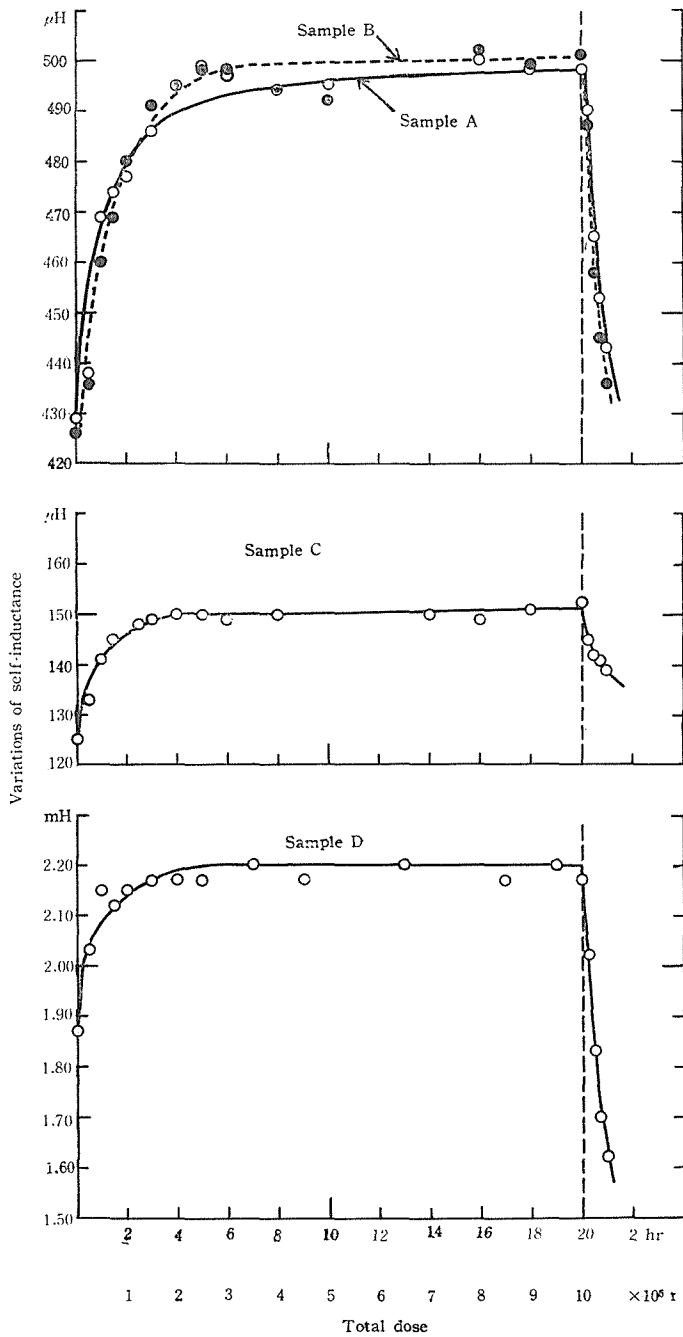 μH
Sample B
500
490
Sample A
480
470
460
450
440
430
420
μH
Sample C
160
150
140
130
120
Variations of self-inductance
mH
Sample D
2.20
2.10
2.00
1.90
1.80
1.70
1.60
1.50
2 4 6 8 10 12 14 16 18 20 2 hr
1 2 3 4 5 6 7 8 9 10 ×10⁵ r
Total dose